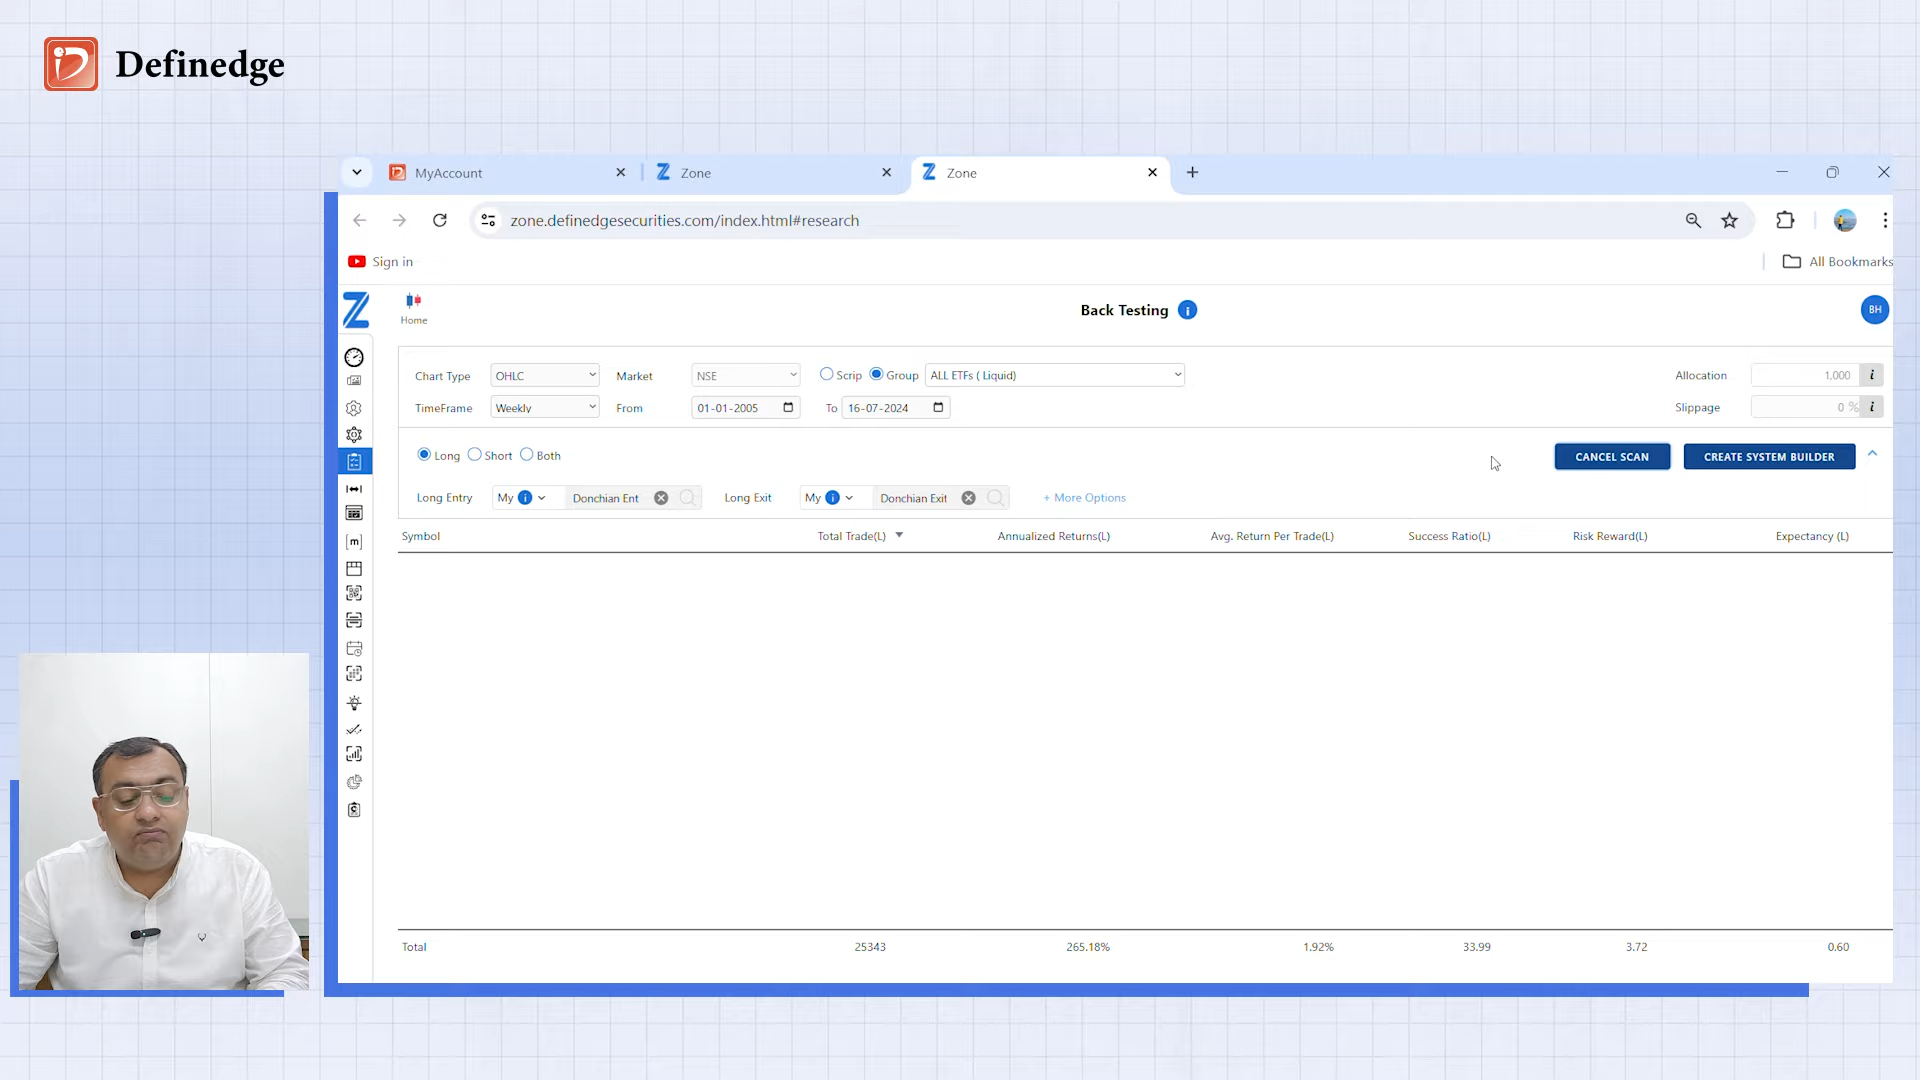 Definedge
MyAccount
Zone
Zone
zone.definedgesecurities.com/index.html#research
Sign in
All Bookmarks
Home
Back Testing
BH
Chart Type OHLC Market NSE Scrip Group ALL ETFs ( Liquid) Allocation 1,000 i
TimeFrame Weekly From 01-01-2005 To 16-07-2024 Slippage 0 % i
Long Short Both CANCEL SCAN CREATE SYSTEM BUILDER
Long Entry My i Donchian Ent Long Exit My i Donchian Exit + More Options
Symbol Total Trade(L) Annualized Returns(L) Avg. Return Per Trade(L) Success Ratio(L) Risk Reward(L) Expectancy (L)
Total 25343 265.18% 1.92% 33.99 3.72 0.60